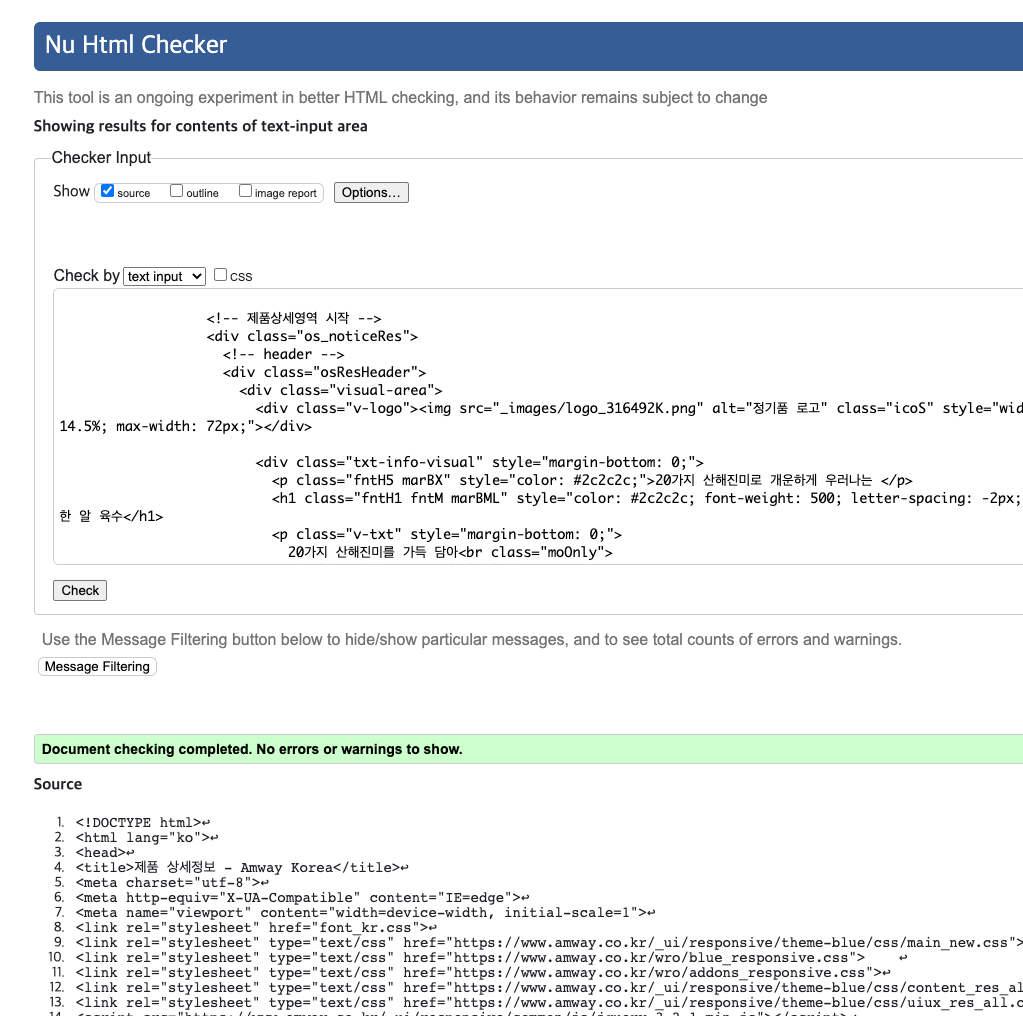 Nu Html Checker
This tool is an ongoing experiment in better HTML checking, and its behavior remains subject to change
Showing results for contents of text-input area
Checker Input
Show source outline image report Options...
Check by text input CSS
<!-- 제품상세영역 시작 -->
<div class="os_noticeRes">
<!-- header -->
<div class="osResHeader">
<div class="visual-area">
<div class="v-logo"><img src="_images/logo_316492K.png" alt="정기품 로고" class="icoS" style="wid
14.5%; max-width: 72px;"></div>
<div class="txt-info-visual" style="margin-bottom: 0;">
<p class="fntH5 marBX" style="color: #2c2c2c;">20가지 산해진미로 개운하게 우러나는 </p>
<h1 class="fntH1 fntM marBML" style="color: #2c2c2c; font-weight: 500; letter-spacing: -2px;
한 알 육수</h1>
<p class="v-txt" style="margin-bottom: 0;">
20가지 산해진미를 가득 담아<br class="moOnly">
Check
Use the Message Filtering button below to hide/show particular messages, and to see total counts of errors and warnings.
Message Filtering
Document checking completed. No errors or warnings to show.
Source
1. <!DOCTYPE html>↩
2. <html lang="ko">↩
3. <head>↩
4. <title>제품 상세정보 - Amway Korea</title>↩
5. <meta charset="utf-8">↩
6. <meta http-equiv="X-UA-Compatible" content="IE=edge">↩
7. <meta name="viewport" content="width=device-width, initial-scale=1">↩
8. <link rel="stylesheet" href="font_kr.css">↩
9. <link rel="stylesheet" type="text/css" href="https://www.amway.co.kr/_ui/responsive/theme-blue/css/main_new.css">
10. <link rel="stylesheet" type="text/css" href="https://www.amway.co.kr/wro/blue_responsive.css"> ↩
11. <link rel="stylesheet" type="text/css" href="https://www.amway.co.kr/wro/addons_responsive.css">↩
12. <link rel="stylesheet" type="text/css" href="https://www.amway.co.kr/_ui/responsive/theme-blue/css/content_res_al
13. <link rel="stylesheet" type="text/css" href="https://www.amway.co.kr/_ui/responsive/theme-blue/css/uiux_res_all.c